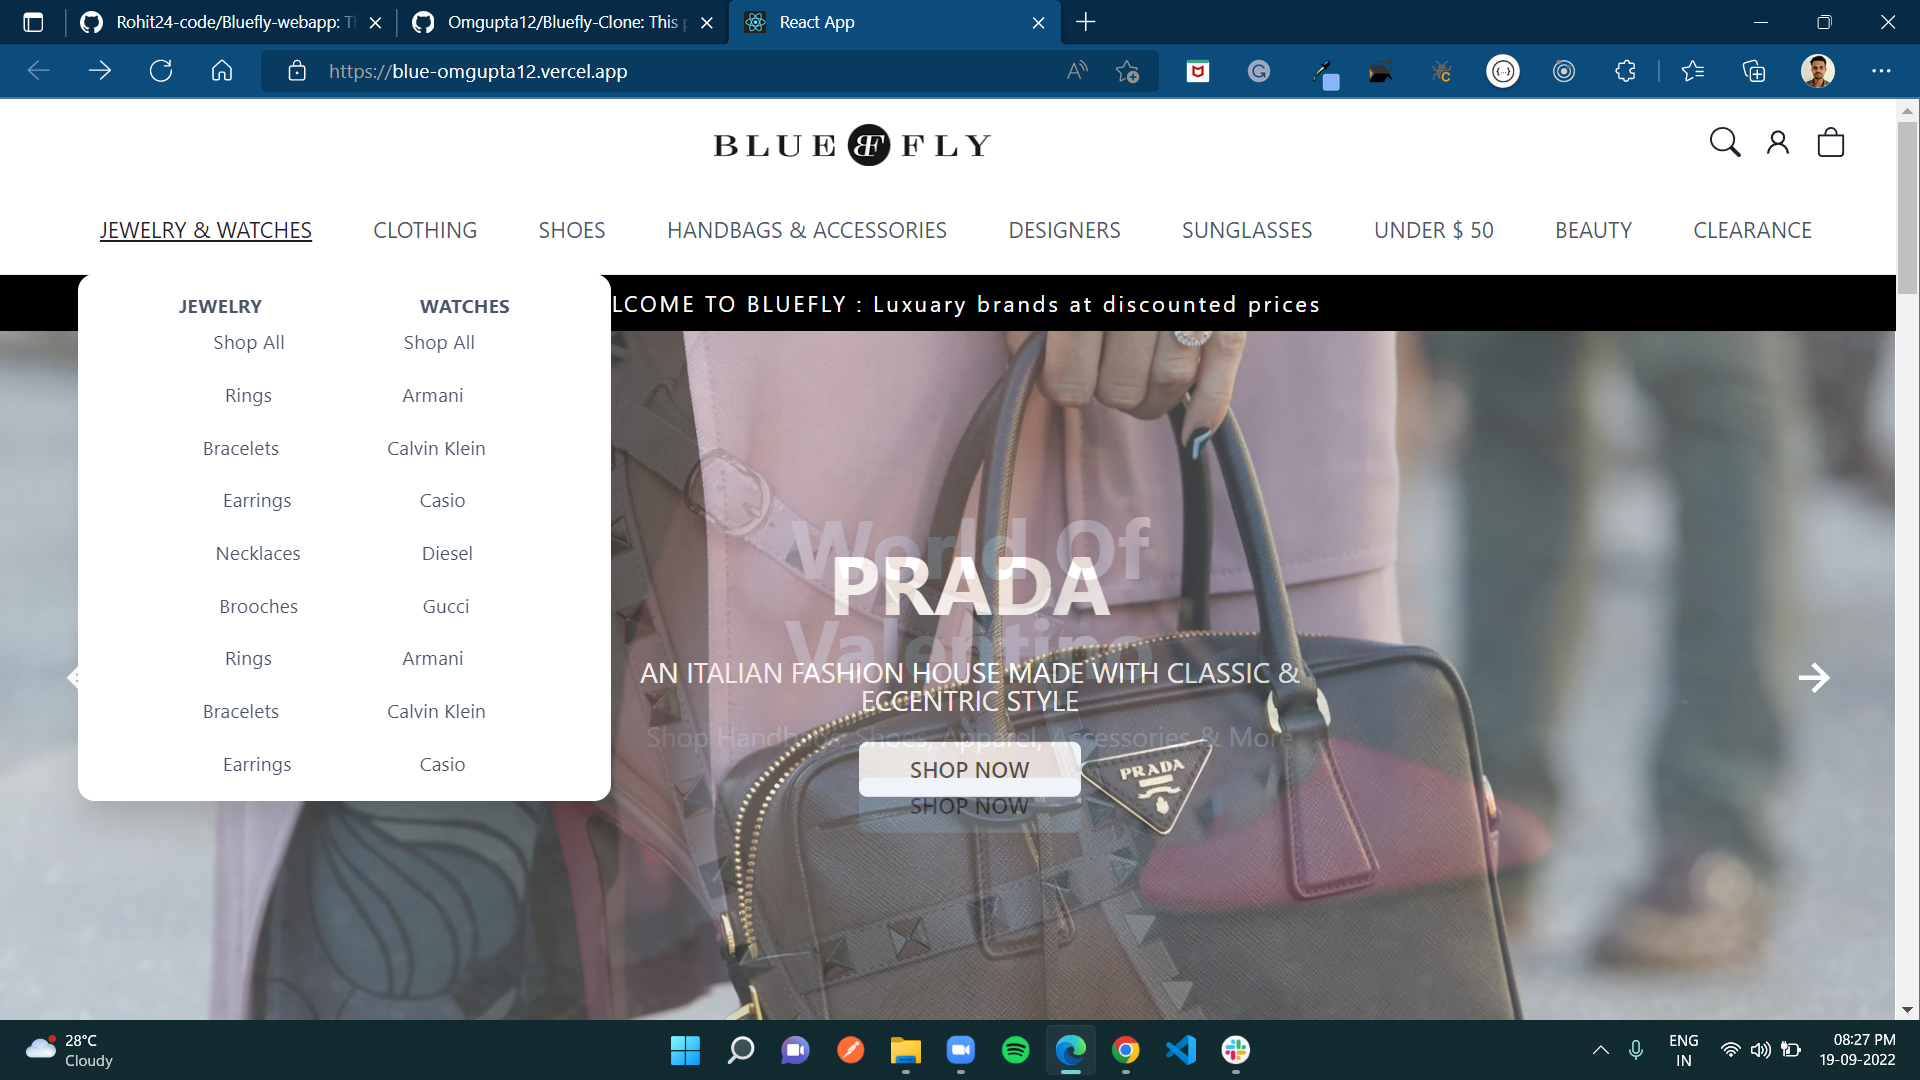 Rohit24-code/Bluefly-webapp: Tl
Omgupta12/Bluefly-Clone: This p
React App
https://blue-omgupta12.vercel.app
BLUE BF FLY
JEWELRY & WATCHES
CLOTHING
SHOES
HANDBAGS & ACCESSORIES
DESIGNERS
SUNGLASSES
UNDER $ 50
BEAUTY
CLEARANCE
LCOME TO BLUEFLY : Luxuary brands at discounted prices
JEWELRY
Shop All
Rings
Bracelets
Earrings
Necklaces
Brooches
Rings
Bracelets
Earrings
WATCHES
Shop All
Armani
Calvin Klein
Casio
Diesel
Gucci
Armani
Calvin Klein
Casio
World Of
Valentino
PRADA
AN ITALIAN FASHION HOUSE MADE WITH CLASSIC &
ECCENTRIC STYLE
Shop Handbags, Shoes, Apparel, Accessories & More
SHOP NOW
SHOP NOW
PRADA
28°C
Cloudy
ENG
IN
08:27 PM
19-09-2022